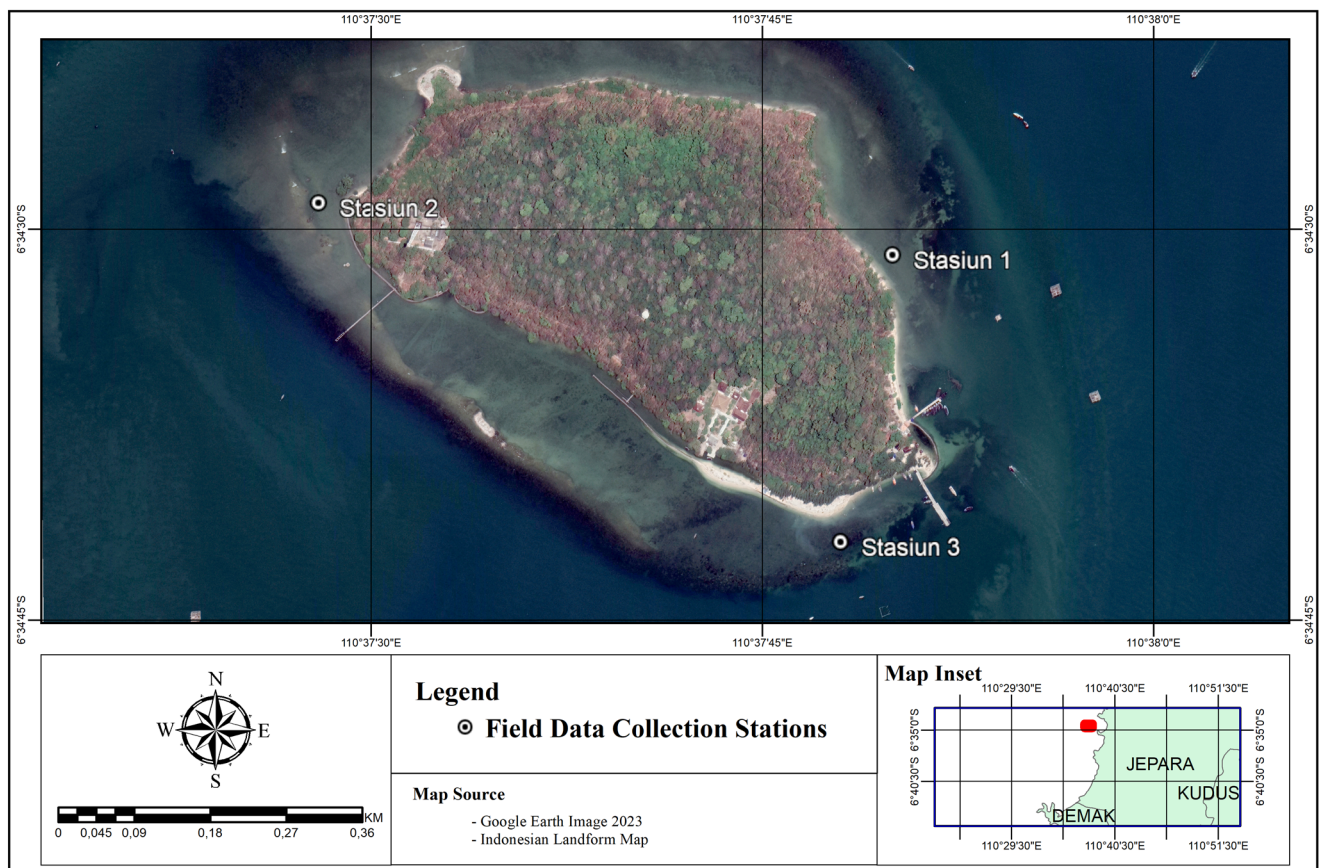 110°37'30"E 110°37'45"E 110°38'0"E
Stasiun 2
6°34'30"S 6°34'30"S
Stasiun 1
Stasiun 3
6°34'45"S 6°34'45"S
110°37'30"E 110°37'45"E 110°38'0"E
N
W E
S
KM
0 0,045 0,09 0,18 0,27 0,36
Legend
Field Data Collection Stations
Map Source
- Google Earth Image 2023
- Indonesian Landform Map
Map Inset
110°29'30"E 110°40'30"E 110°51'30"E
6°35'0"S 6°35'0"S
JEPARA
6°40'30"S 6°40'30"S
KUDUS
DEMAK
110°29'30"E 110°40'30"E 110°51'30"E